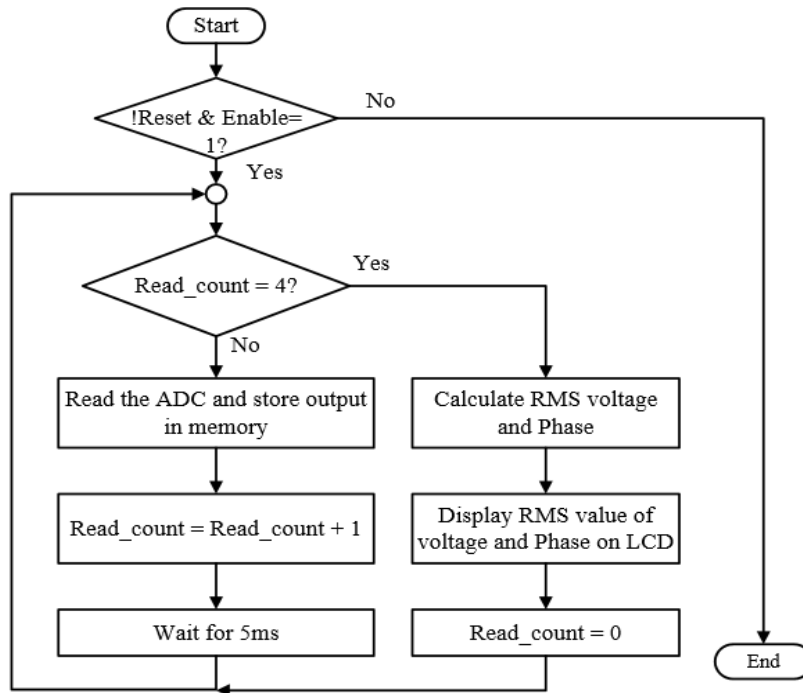 Start
!Reset & Enable=
1?
No
Yes
Read_count = 4?
Yes
No
Read the ADC and store output
in memory
Calculate RMS voltage
and Phase
Read_count = Read_count + 1
Display RMS value of
voltage and Phase on LCD
Wait for 5ms
Read_count = 0
End